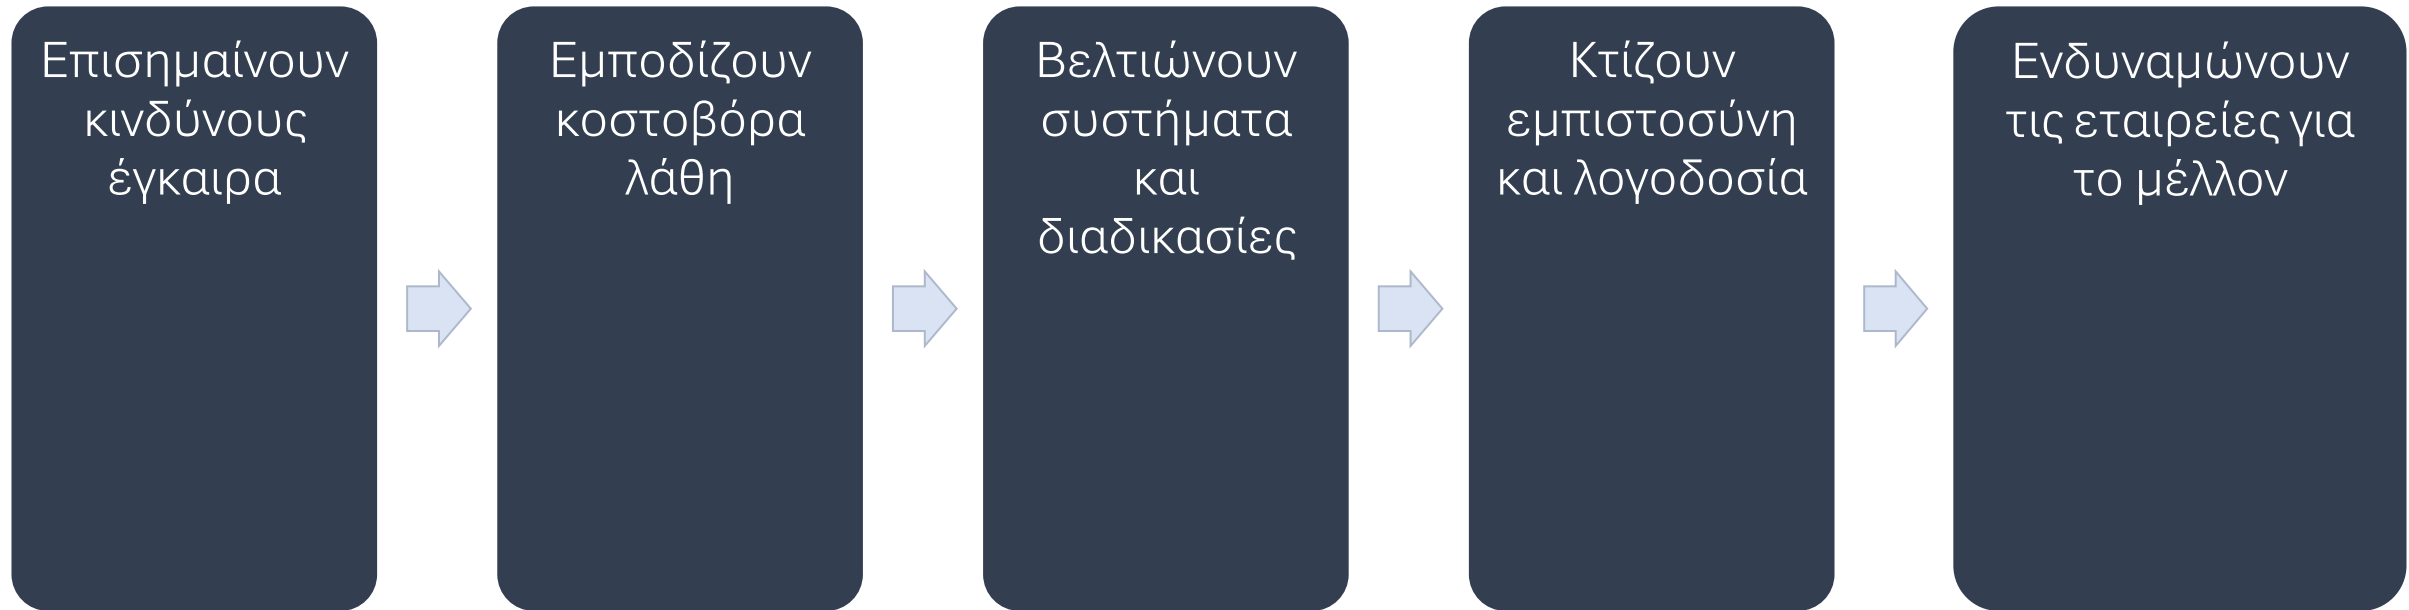 Επισημαίνουν
κινδύνους
έγκαιρα
Εμποδίζουν
κοστοβόρα
λάθη
Βελτιώνουν
συστήματα
και
διαδικασίες
Κτίζουν
εμπιστοσύνη
και λογοδοσία
Ενδυναμώνουν
τις εταιρείες για
το μέλλον